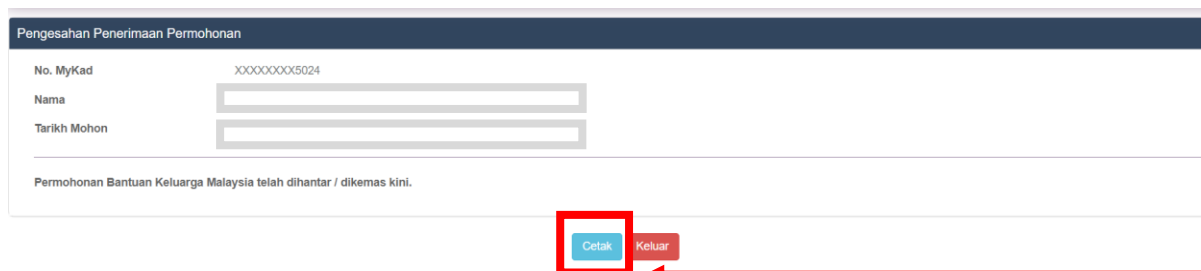 Pengesahan Penerimaan Permohonan
No. MyKad XXXXXXXX5024
Nama
Tarikh Mohon
Permohonan Bantuan Keluarga Malaysia telah dihantar / dikemas kini.
Cetak Keluar